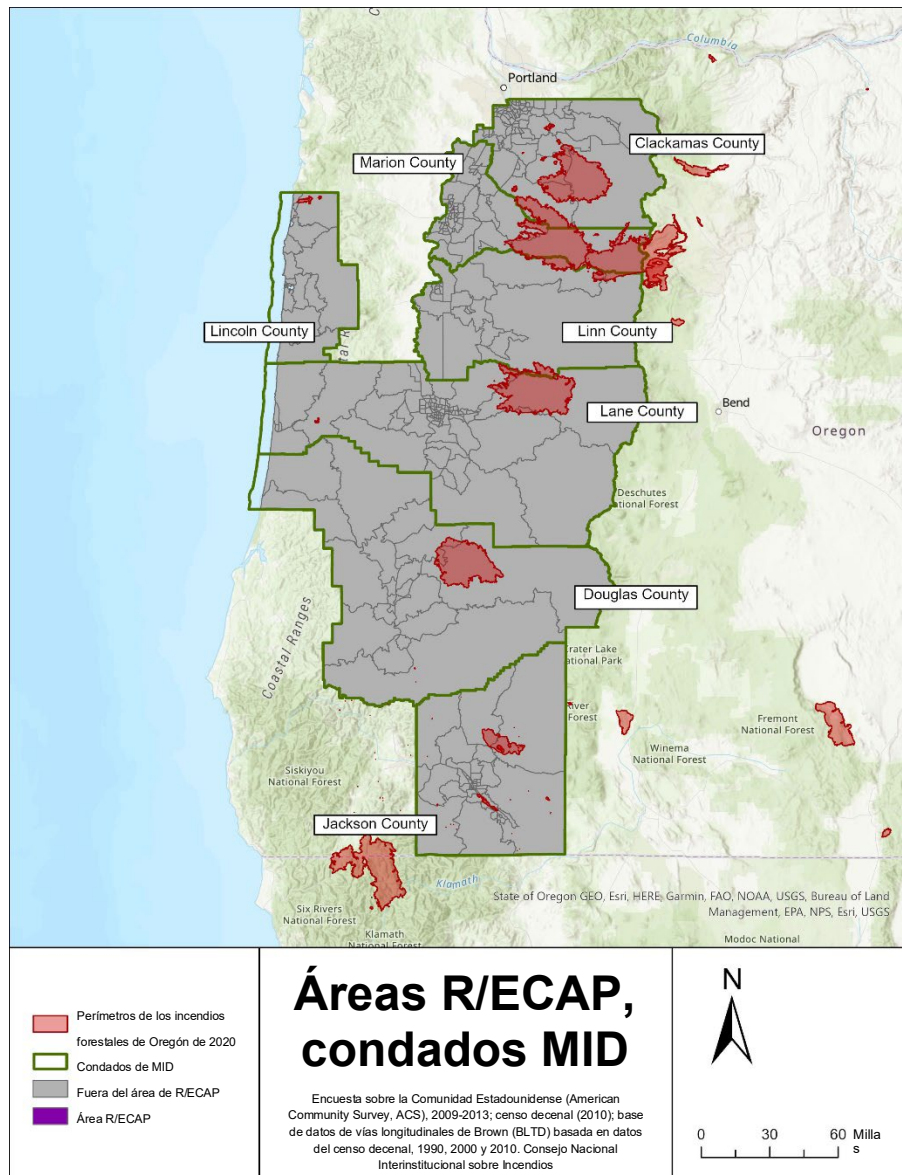 Columbia
Portland
Clackamas County
Marion County
Lincoln County
Linn County
Lane County
Bend
Oregon
Deschutes
National Forest
Douglas County
Coastal Ranges
Crater Lake
National Park
Forest
Fremont
National Forest
Winema
National Forest
Siskiyou
National Forest
Jackson County
Klamath
State of Oregon GEO, Esri, HERE, Garmin, FAO, NOAA, USGS, Bureau of Land
Management, EPA, NPS, Esri, USGS
Six Rivers
National Forest
Klamath
National Forest
Modoc National
Perímetros de los incendios
forestales de Oregón de 2020
Condados de MID
Fuera del área de R/ECAP
Área R/ECAP
Áreas R/ECAP,
condados MID
Encuesta sobre la Comunidad Estadounidense (American
Community Survey, ACS), 2009-2013; censo decenal (2010); base
de datos de vías longitudinales de Brown (BLTD) basada en datos
del censo decenal, 1990, 2000 y 2010. Consejo Nacional
Interinstitucional sobre Incendios
N
0 30 60 Milla
s